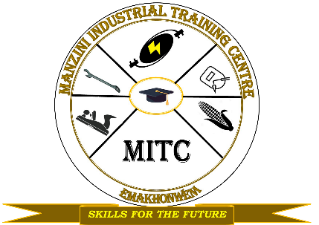 MANZINI INDUSTRIAL TRAINING CENTRE
MITC
EMAKHONWENI
SKILLS FOR THE FUTURE